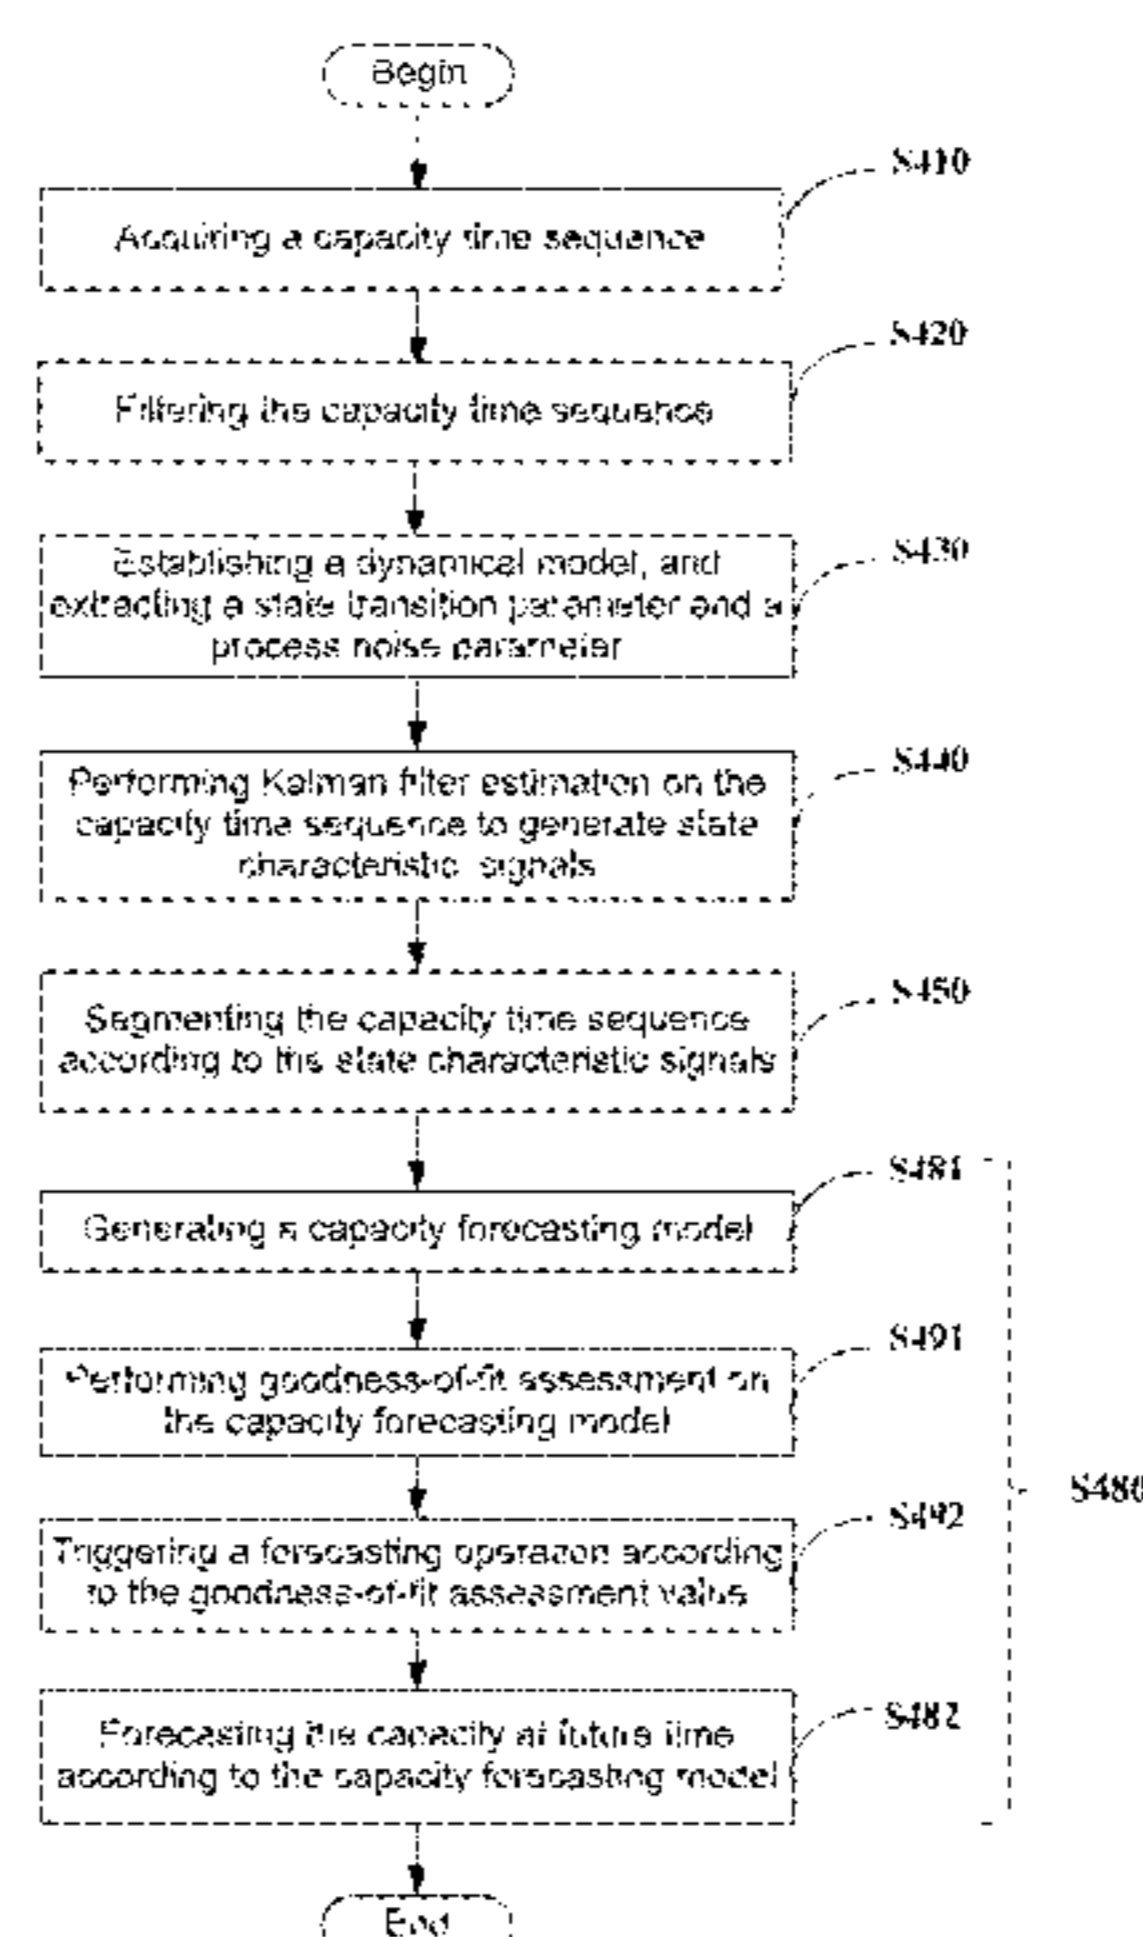 Begin
S410
Acquiring a capacity time sequence
S420
Filtering the capacity time sequence
S430
Establishing a dynamical model, and
extracting a state transition parameter and a
process noise parameter
S440
Performing Kalman filter estimation on the
capacity time sequence to generate state
characteristic signals
S450
Segmenting the capacity time sequence
according to the state characteristic signals
S481
Generating a capacity forecasting model
S491
Performing goodness-of-fit assessment on
the capacity forecasting model
S480
S492
Triggering a forecasting operation according
to the goodness-of-fit assessment value
S482
Forecasting the capacity at future time
according to the capacity forecasting model
End